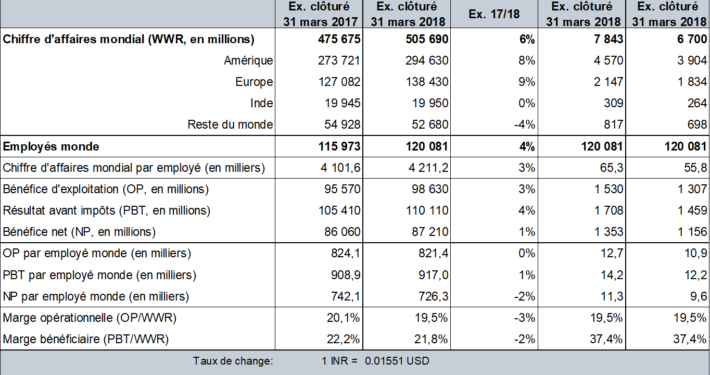 Ex. clôturé Ex. clôturé Ex. 17/18 Ex. clôturé Ex. clôturé
31 mars 2017 31 mars 2018 31 mars 2018 31 mars 2018
Chiffre d'affaires mondial (WWR, en millions) 475 675 505 690 6% 7 843 6 700
Amérique 273 721 294 630 8% 4 570 3 904
Europe 127 082 138 430 9% 2 147 1 834
Inde 19 945 19 950 0% 309 264
Reste du monde 54 928 52 680 -4% 817 698
Employés monde 115 973 120 081 4% 120 081 120 081
Chiffre d'affaires mondial par employé (en milliers) 4 101,6 4 211,2 3% 65,3 55,8
Bénéfice d'exploitation (OP, en millions) 95 570 98 630 3% 1 530 1 307
Résultat avant impôts (PBT, en millions) 105 410 110 110 4% 1 708 1 459
Bénéfice net (NP, en millions) 86 060 87 210 1% 1 353 1 156
OP par employé monde (en milliers) 824,1 821,4 0% 12,7 10,9
PBT par employé monde (en milliers) 908,9 917,0 1% 14,2 12,2
NP par employé monde (en milliers) 742,1 726,3 -2% 11,3 9,6
Marge opérationnelle (OP/WWR) 20,1% 19,5% -3% 19,5% 19,5%
Marge bénéficiaire (PBT/WWR) 22,2% 21,8% -2% 37,4% 37,4%
Taux de change: 1 INR = 0.01551 USD